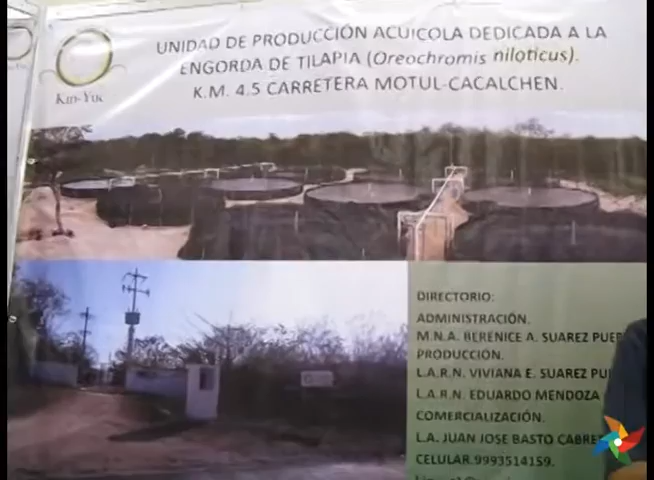 UNIDAD DE PRODUCCIÓN ACUICOLA DEDICADA A LA
ENGORDA DE TILAPIA (Oreochromis niloticus).
K.M. 4.5 CARRETERA MOTUL-CACALCHEN.
KIN-YUC
DIRECTORIO:
ADMINISTRACIÓN.
M.N.A. BERENICE A. SUAREZ
PRODUCCIÓN.
L.A.R.N. VIVIANA E. SUAREZ
L.A.R.N. EDUARDO MENDOZA
COMERCIALIZACIÓN.
L.A. JUAN JOSE BASTO
CELULAR.9993514159.